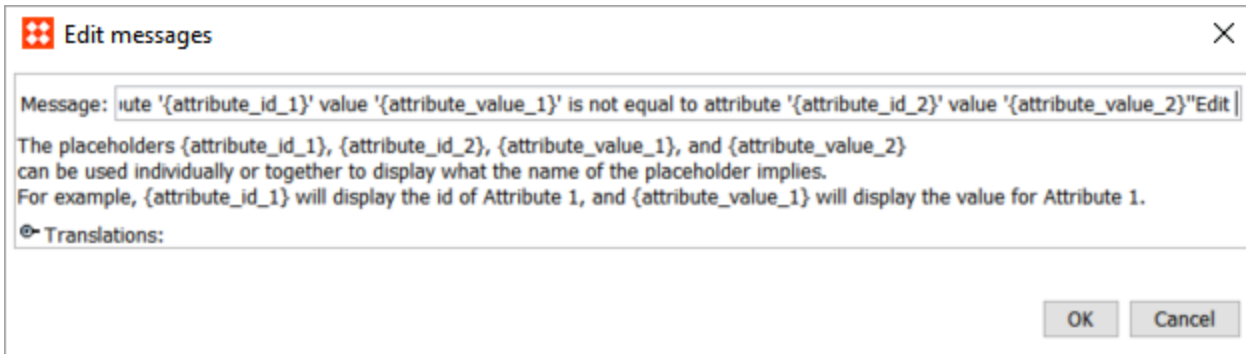 Edit messages
Message: ute '{attribute_id_1}' value '{attribute_value_1}' is not equal to attribute '{attribute_id_2}' value '{attribute_value_2}''Edit
The placeholders {attribute_id_1}, {attribute_id_2}, {attribute_value_1}, and {attribute_value_2}
can be used individually or together to display what the name of the placeholder implies.
For example, {attribute_id_1} will display the id of Attribute 1, and {attribute_value_1} will display the value for Attribute 1.
Translations:
OK Cancel